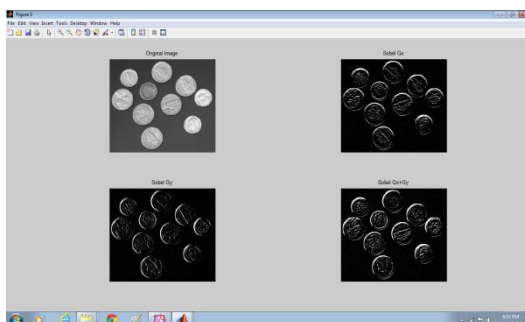 Figure 1
File Edit View Insert Tools Desktop Window Help
Original Image
Sobel Gx
Sobel Gy
Sobel Gx+Gy